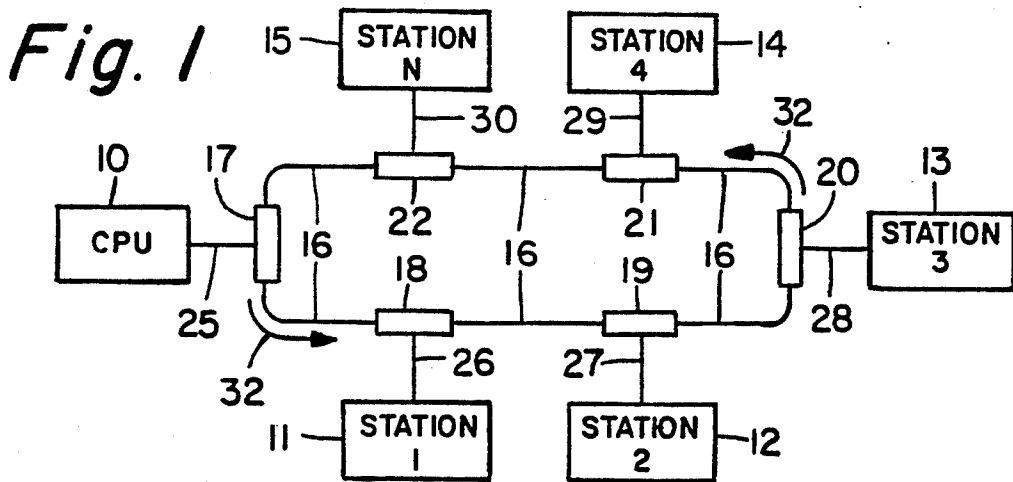 Fig. 1
15 STATION N
STATION 4 14
30 29 32
10 17 20 13
22 21
CPU 16 16 16 STATION 3
18 19
25 28
32 26 27
11 STATION 1
STATION 2 12